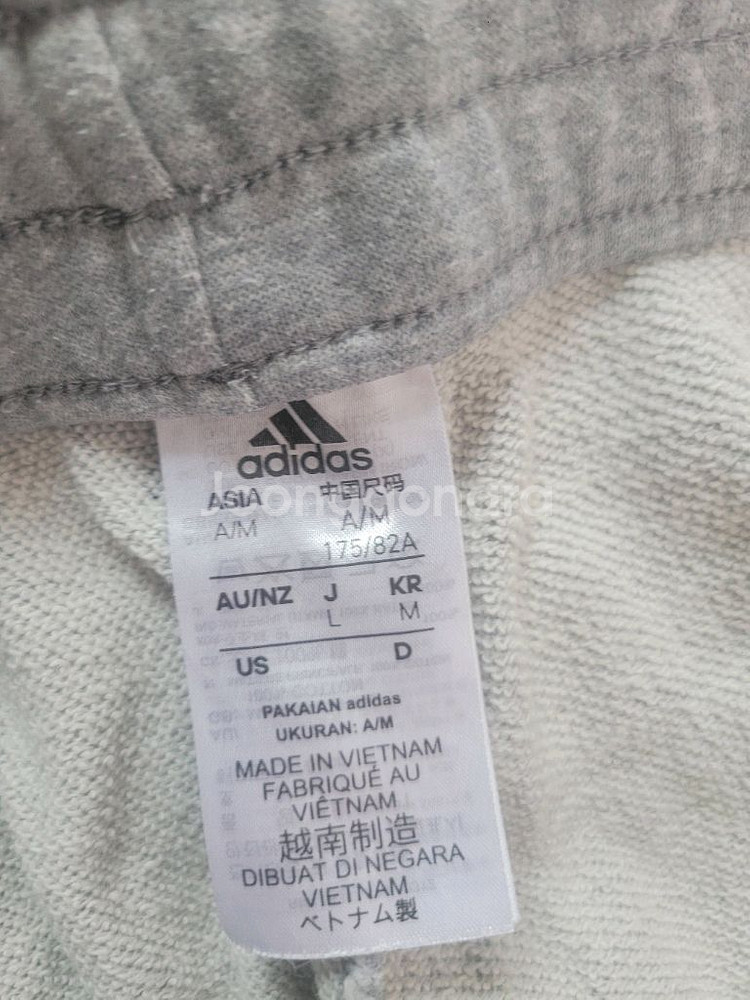 adidas
ASIA 中国尺码
A/M A/M
175/82A
AU/NZ J KR
L M
US D
PAKAIAN adidas
UKURAN: A/M
MADE IN VIETNAM
FABRIQUÉ AU
VIÊTNAM
越南制造
DIBUAT DI NEGARA
VIETNAM
ベトナム製
Joongonara